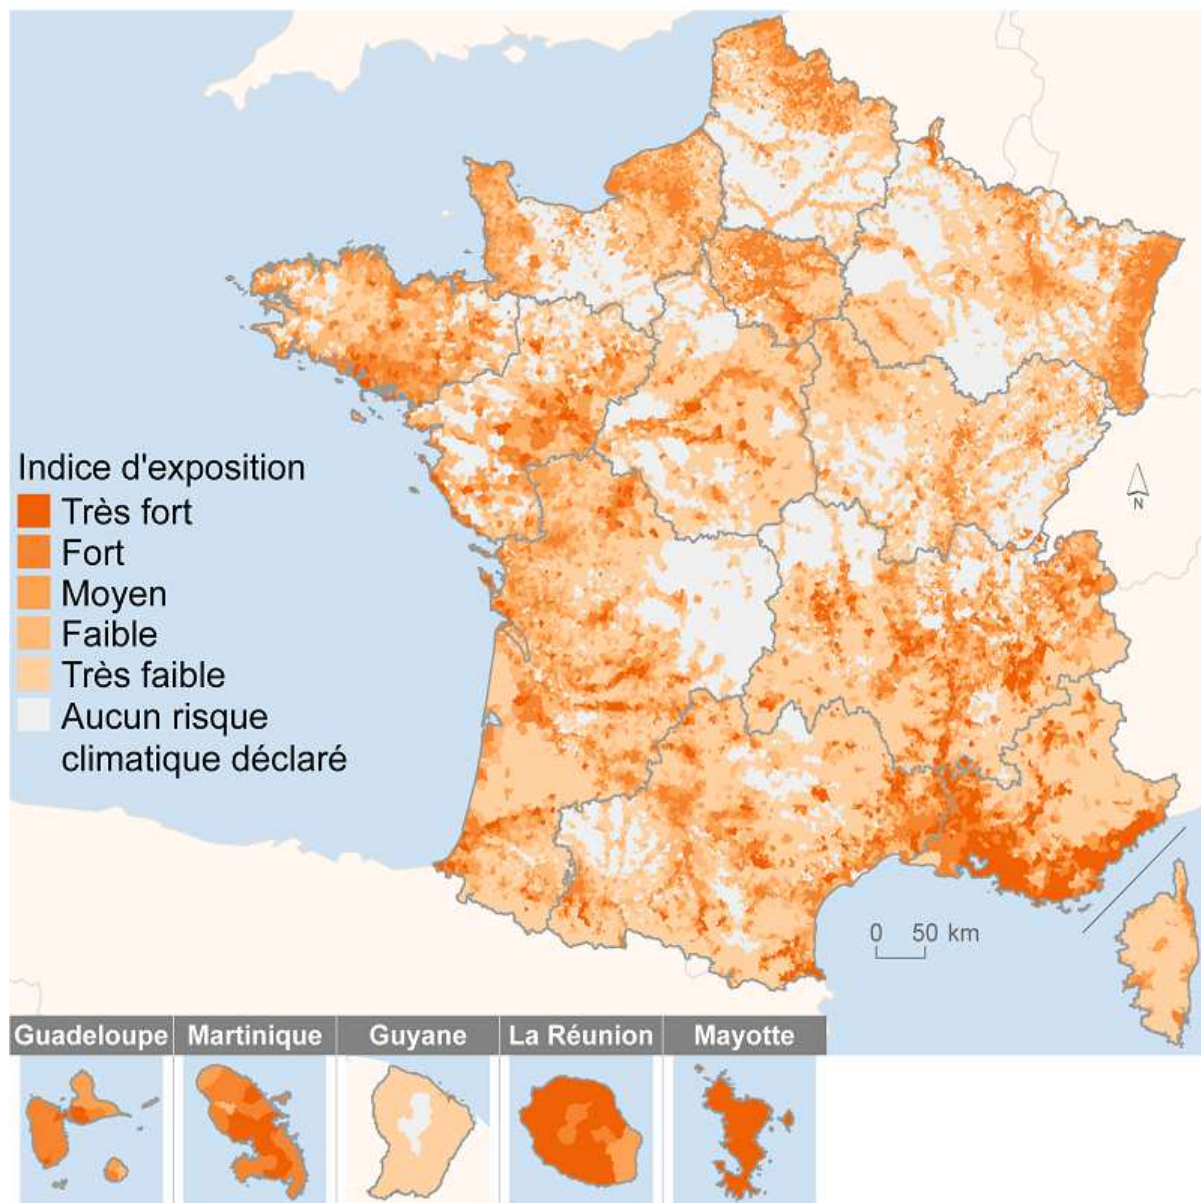 Indice d'exposition
Très fort
Fort
Moyen
Faible
Très faible
Aucun risque
climatique déclaré
N
0 50 km
Guadeloupe Martinique Guyane La Réunion Mayotte